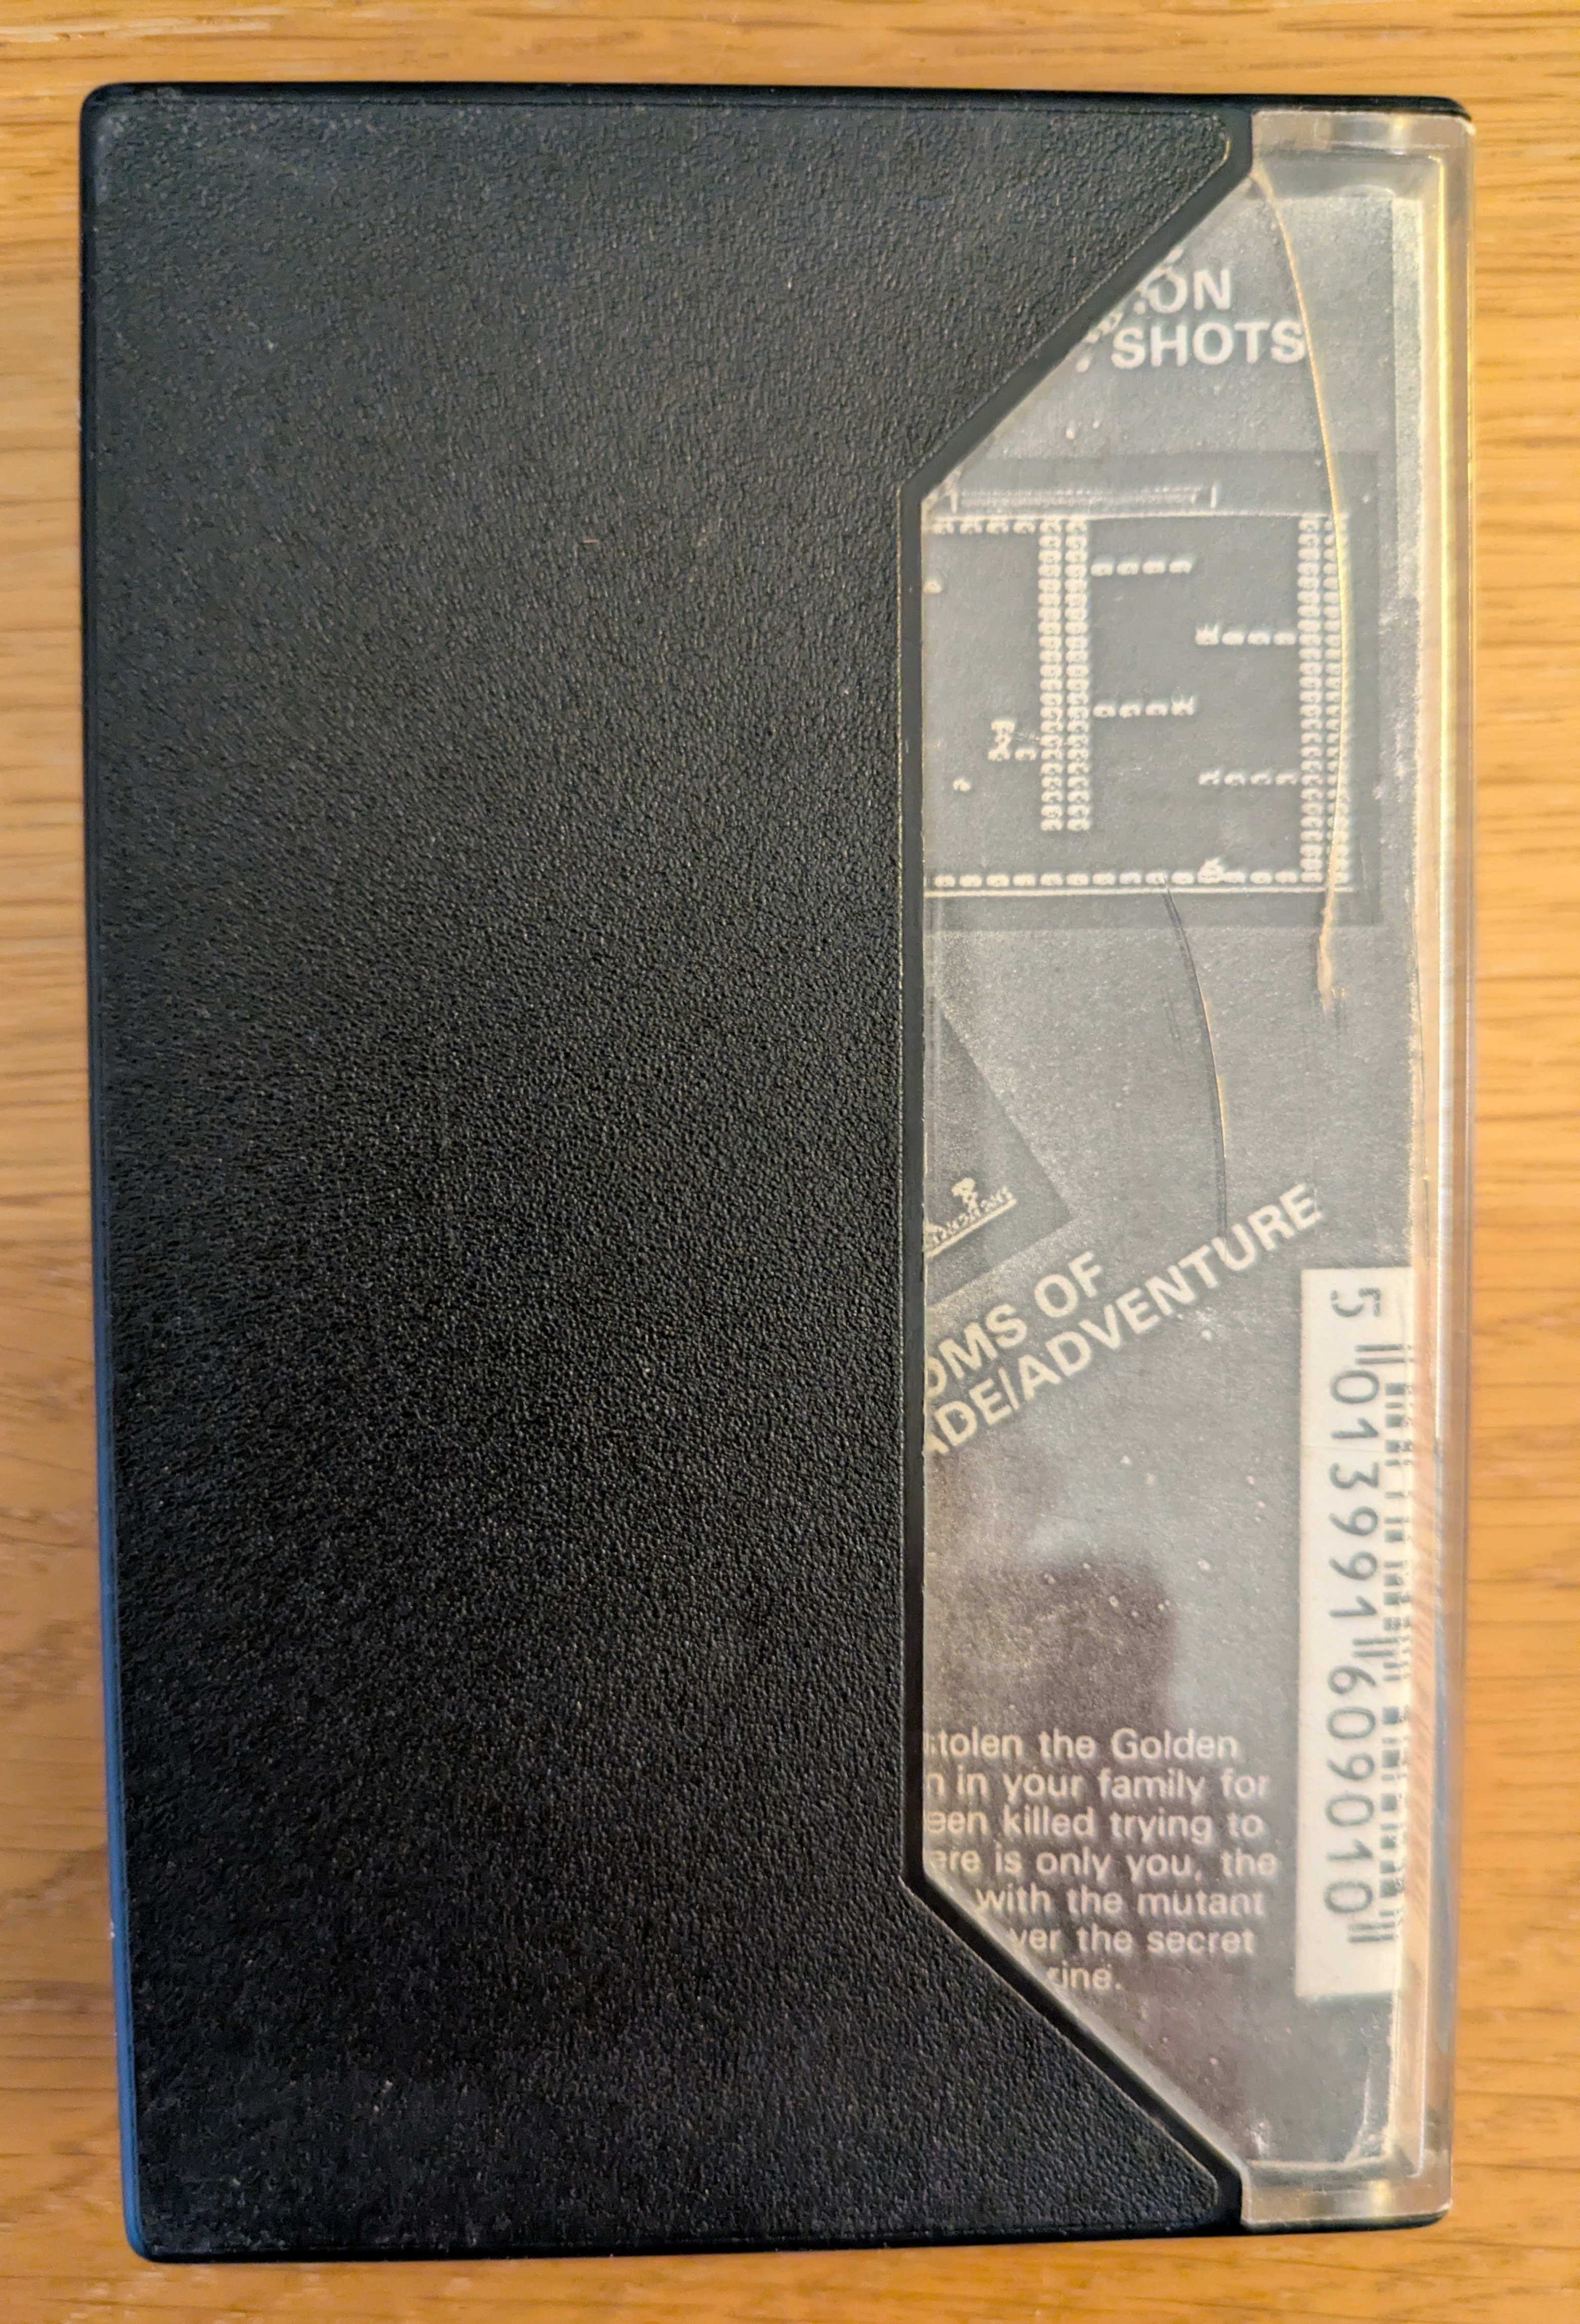 ON
SHOTS
OMS OF
ADE/ADVENTURE
stolen the Golden
n in your family for
een killed trying to
ere is only you, the
with the mutant
ver the secret
rine.
5 013991 609010